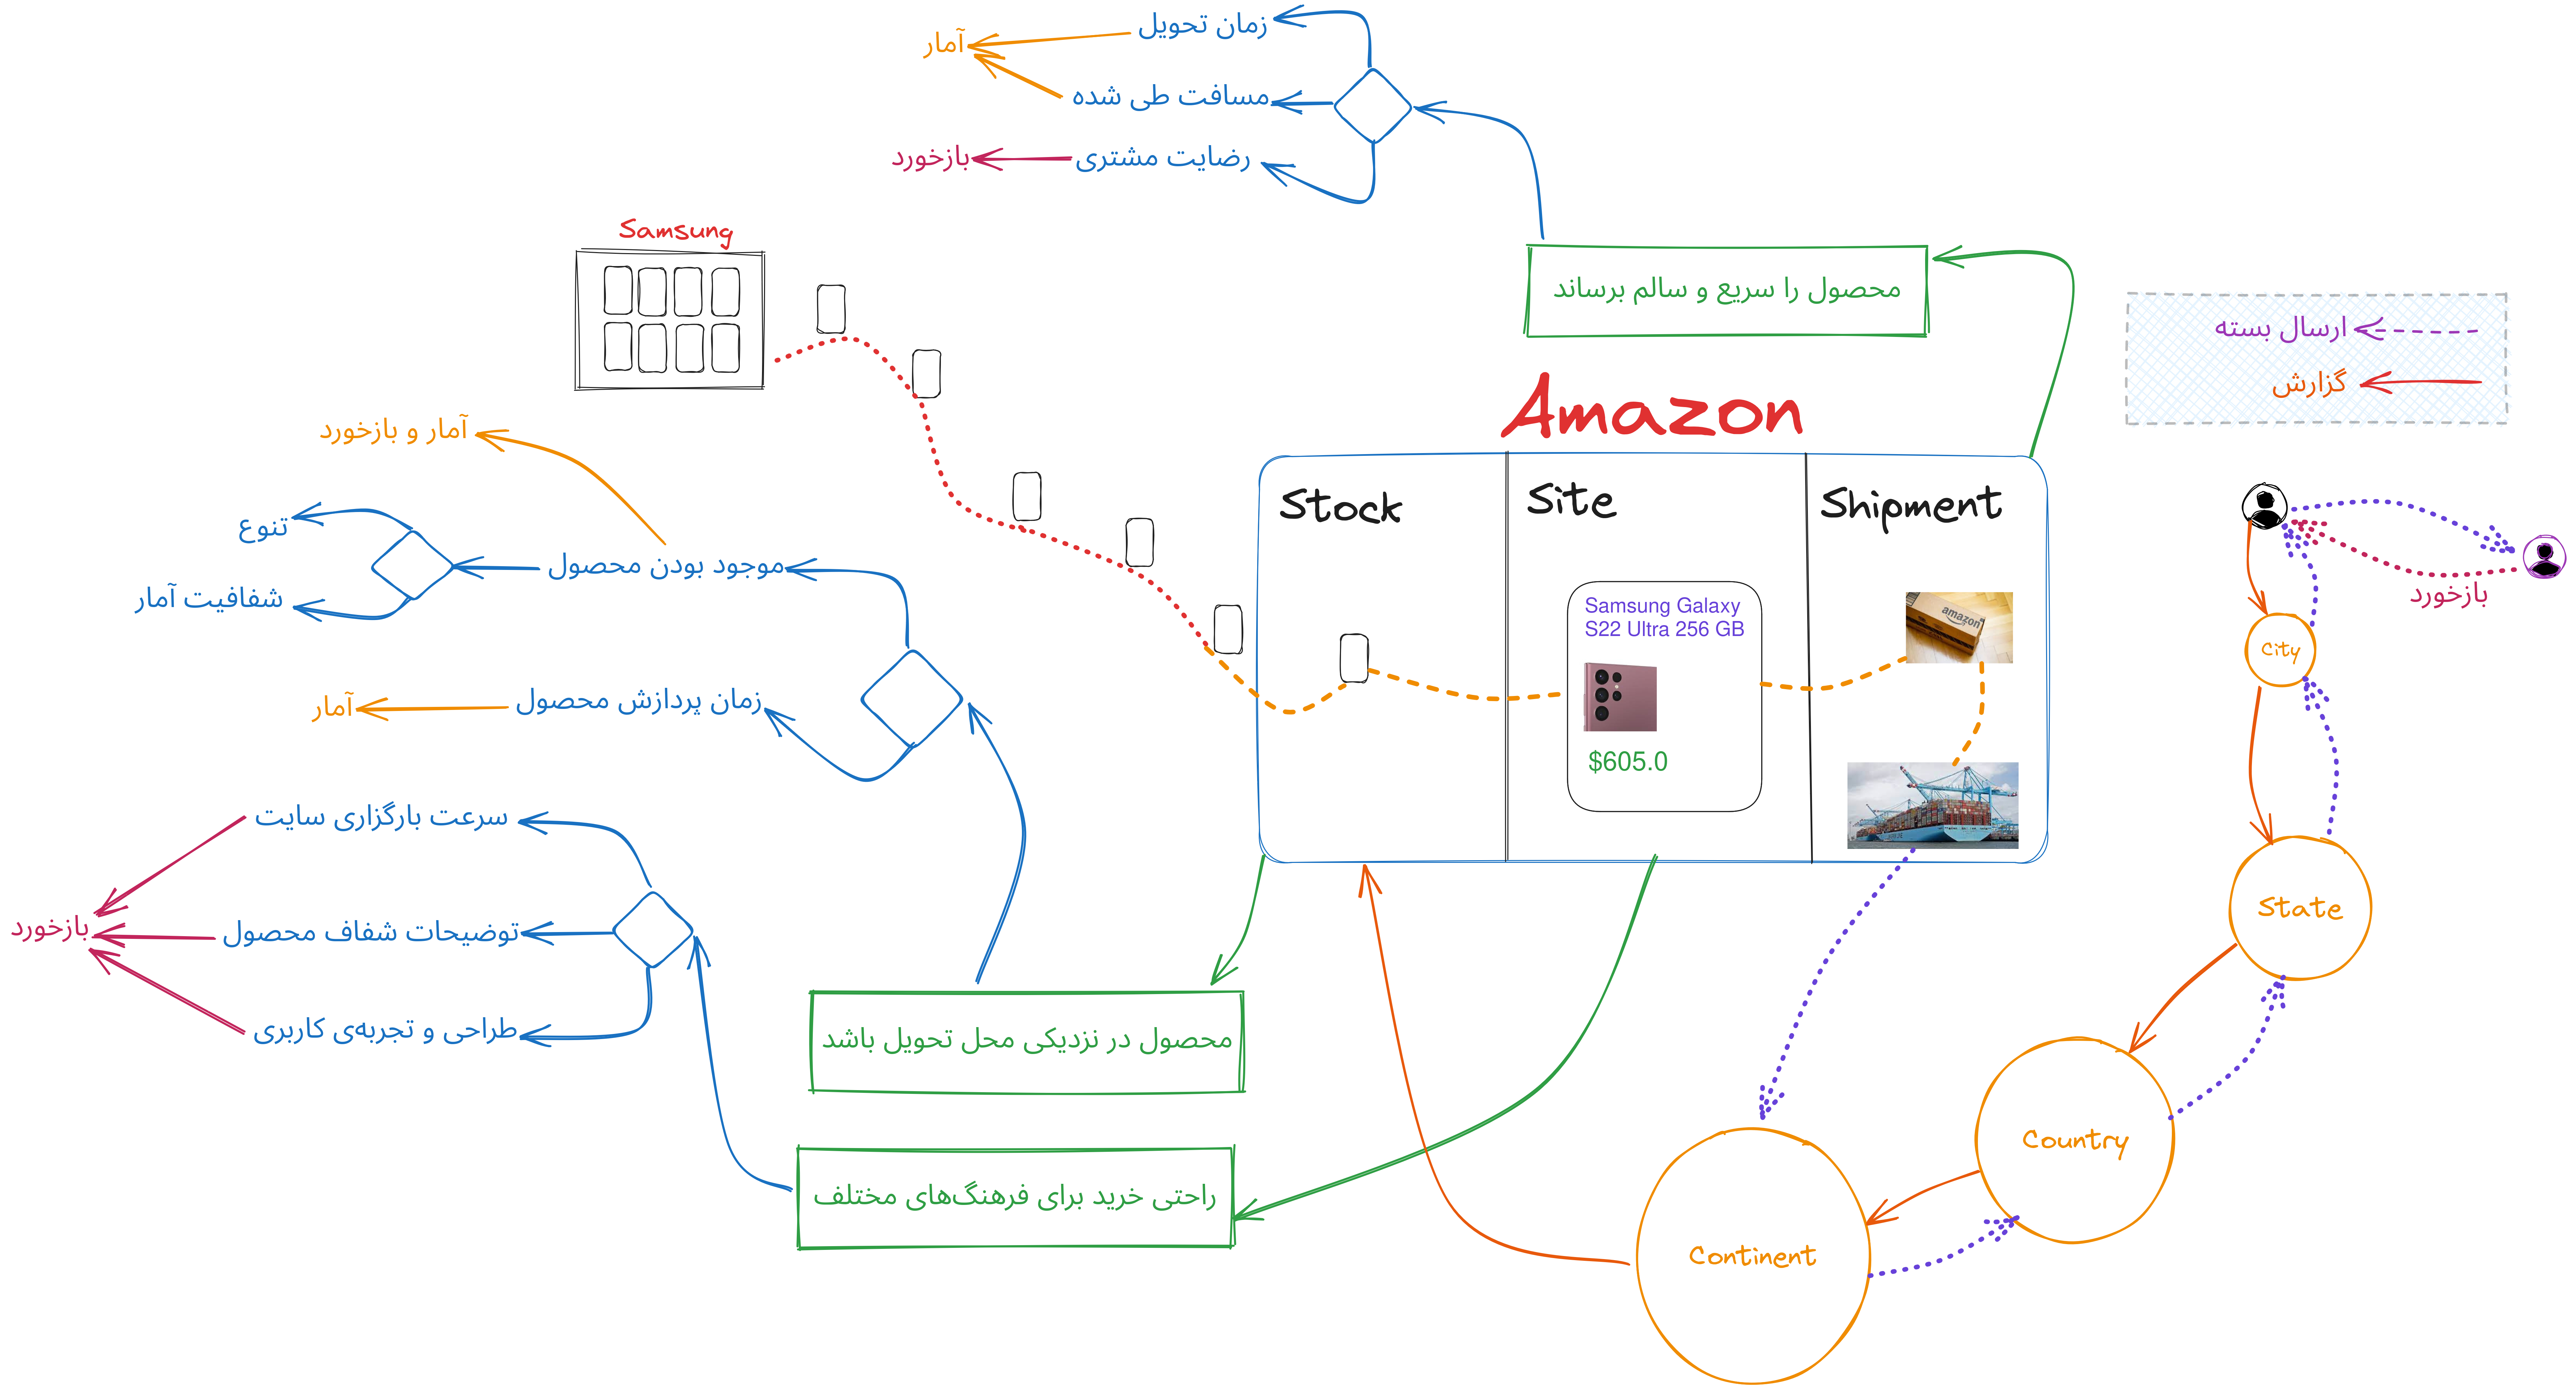 زمان تحویل
آمار
مسافت طی شده
رضایت مشتری
بازخورد
Samsung
محصول را سریع و سالم برساند
ارسال بسته
گزارش
Amazon
آمار و بازخورد
Stock
Site
Shipment
تنوع
موجود بودن محصول
شفافیت آمار
بازخورد
Samsung Galaxy
S22 Ultra 256 GB
amazon
$605.0
City
زمان پردازش محصول
آمار
سرعت بارگزاری سایت
توضیحات شفاف محصول
بازخورد
طراحی و تجربه‌ی کاربری
State
محصول در نزدیکی محل تحویل باشد
Country
راحتی خرید برای فرهنگ‌های مختلف
Continent